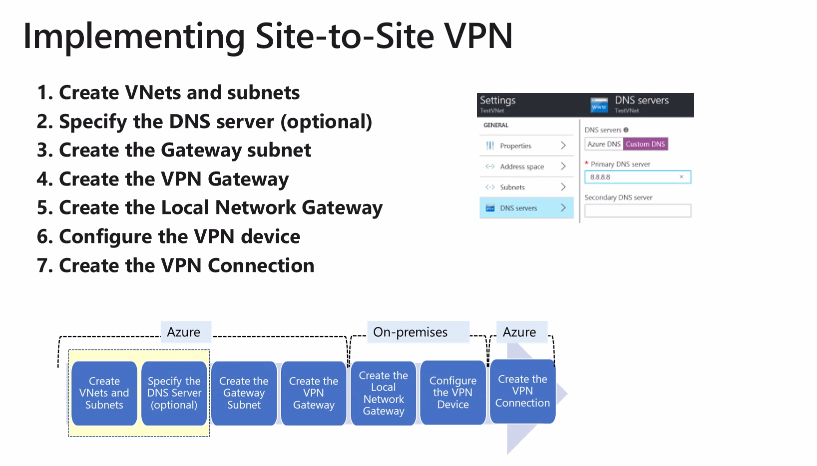 Implementing Site-to-Site VPN
1. Create VNets and subnets
2. Specify the DNS server (optional)
3. Create the Gateway subnet
4. Create the VPN Gateway
5. Create the Local Network Gateway
6. Configure the VPN device
7. Create the VPN Connection
Settings
TestVNet
GENERAL
Properties
Address space
Subnets
DNS servers
www
DNS servers
TestVNet
DNS servers
Azure DNS Custom DNS
* Primary DNS server
8.8.8.8
Secondary DNS server
Azure
On-premises
Azure
Create
VNets and
Subnets
Specify the
DNS Server
(optional)
Create the
Gateway
Subnet
Create the
VPN
Gateway
Create the
Local
Network
Gateway
Configure
the VPN
Device
Create the
VPN
Connection